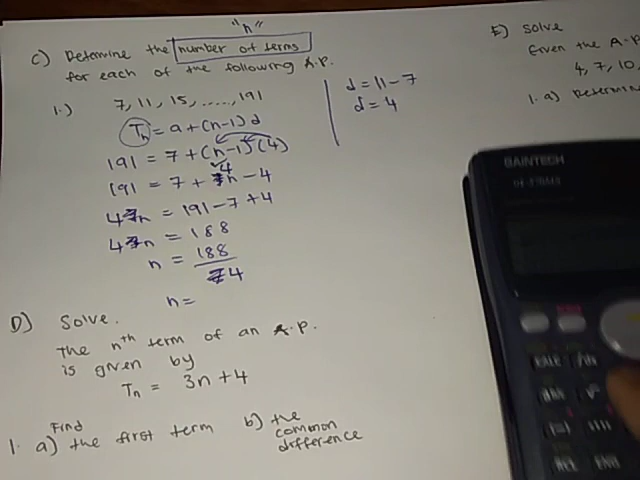 "n"
C) Determine the number of terms
for each of the following A.p.
1.) 7, 11, 15, ....., 191
d = 11 - 7
d = 4
Tn = a + (n-1)d
191 = 7 + (n-1)(4)
191 = 7 + 4n - 4
4n = 191 - 7 + 4
4n = 188
n = 188
4
n =
D) Solve.
The nth term of an A.P.
is given by
Tn = 3n + 4
Find
1. a) the first term b) the
common
difference
E) Solve
Given the A.P
4, 7, 10,
1. a) Determine